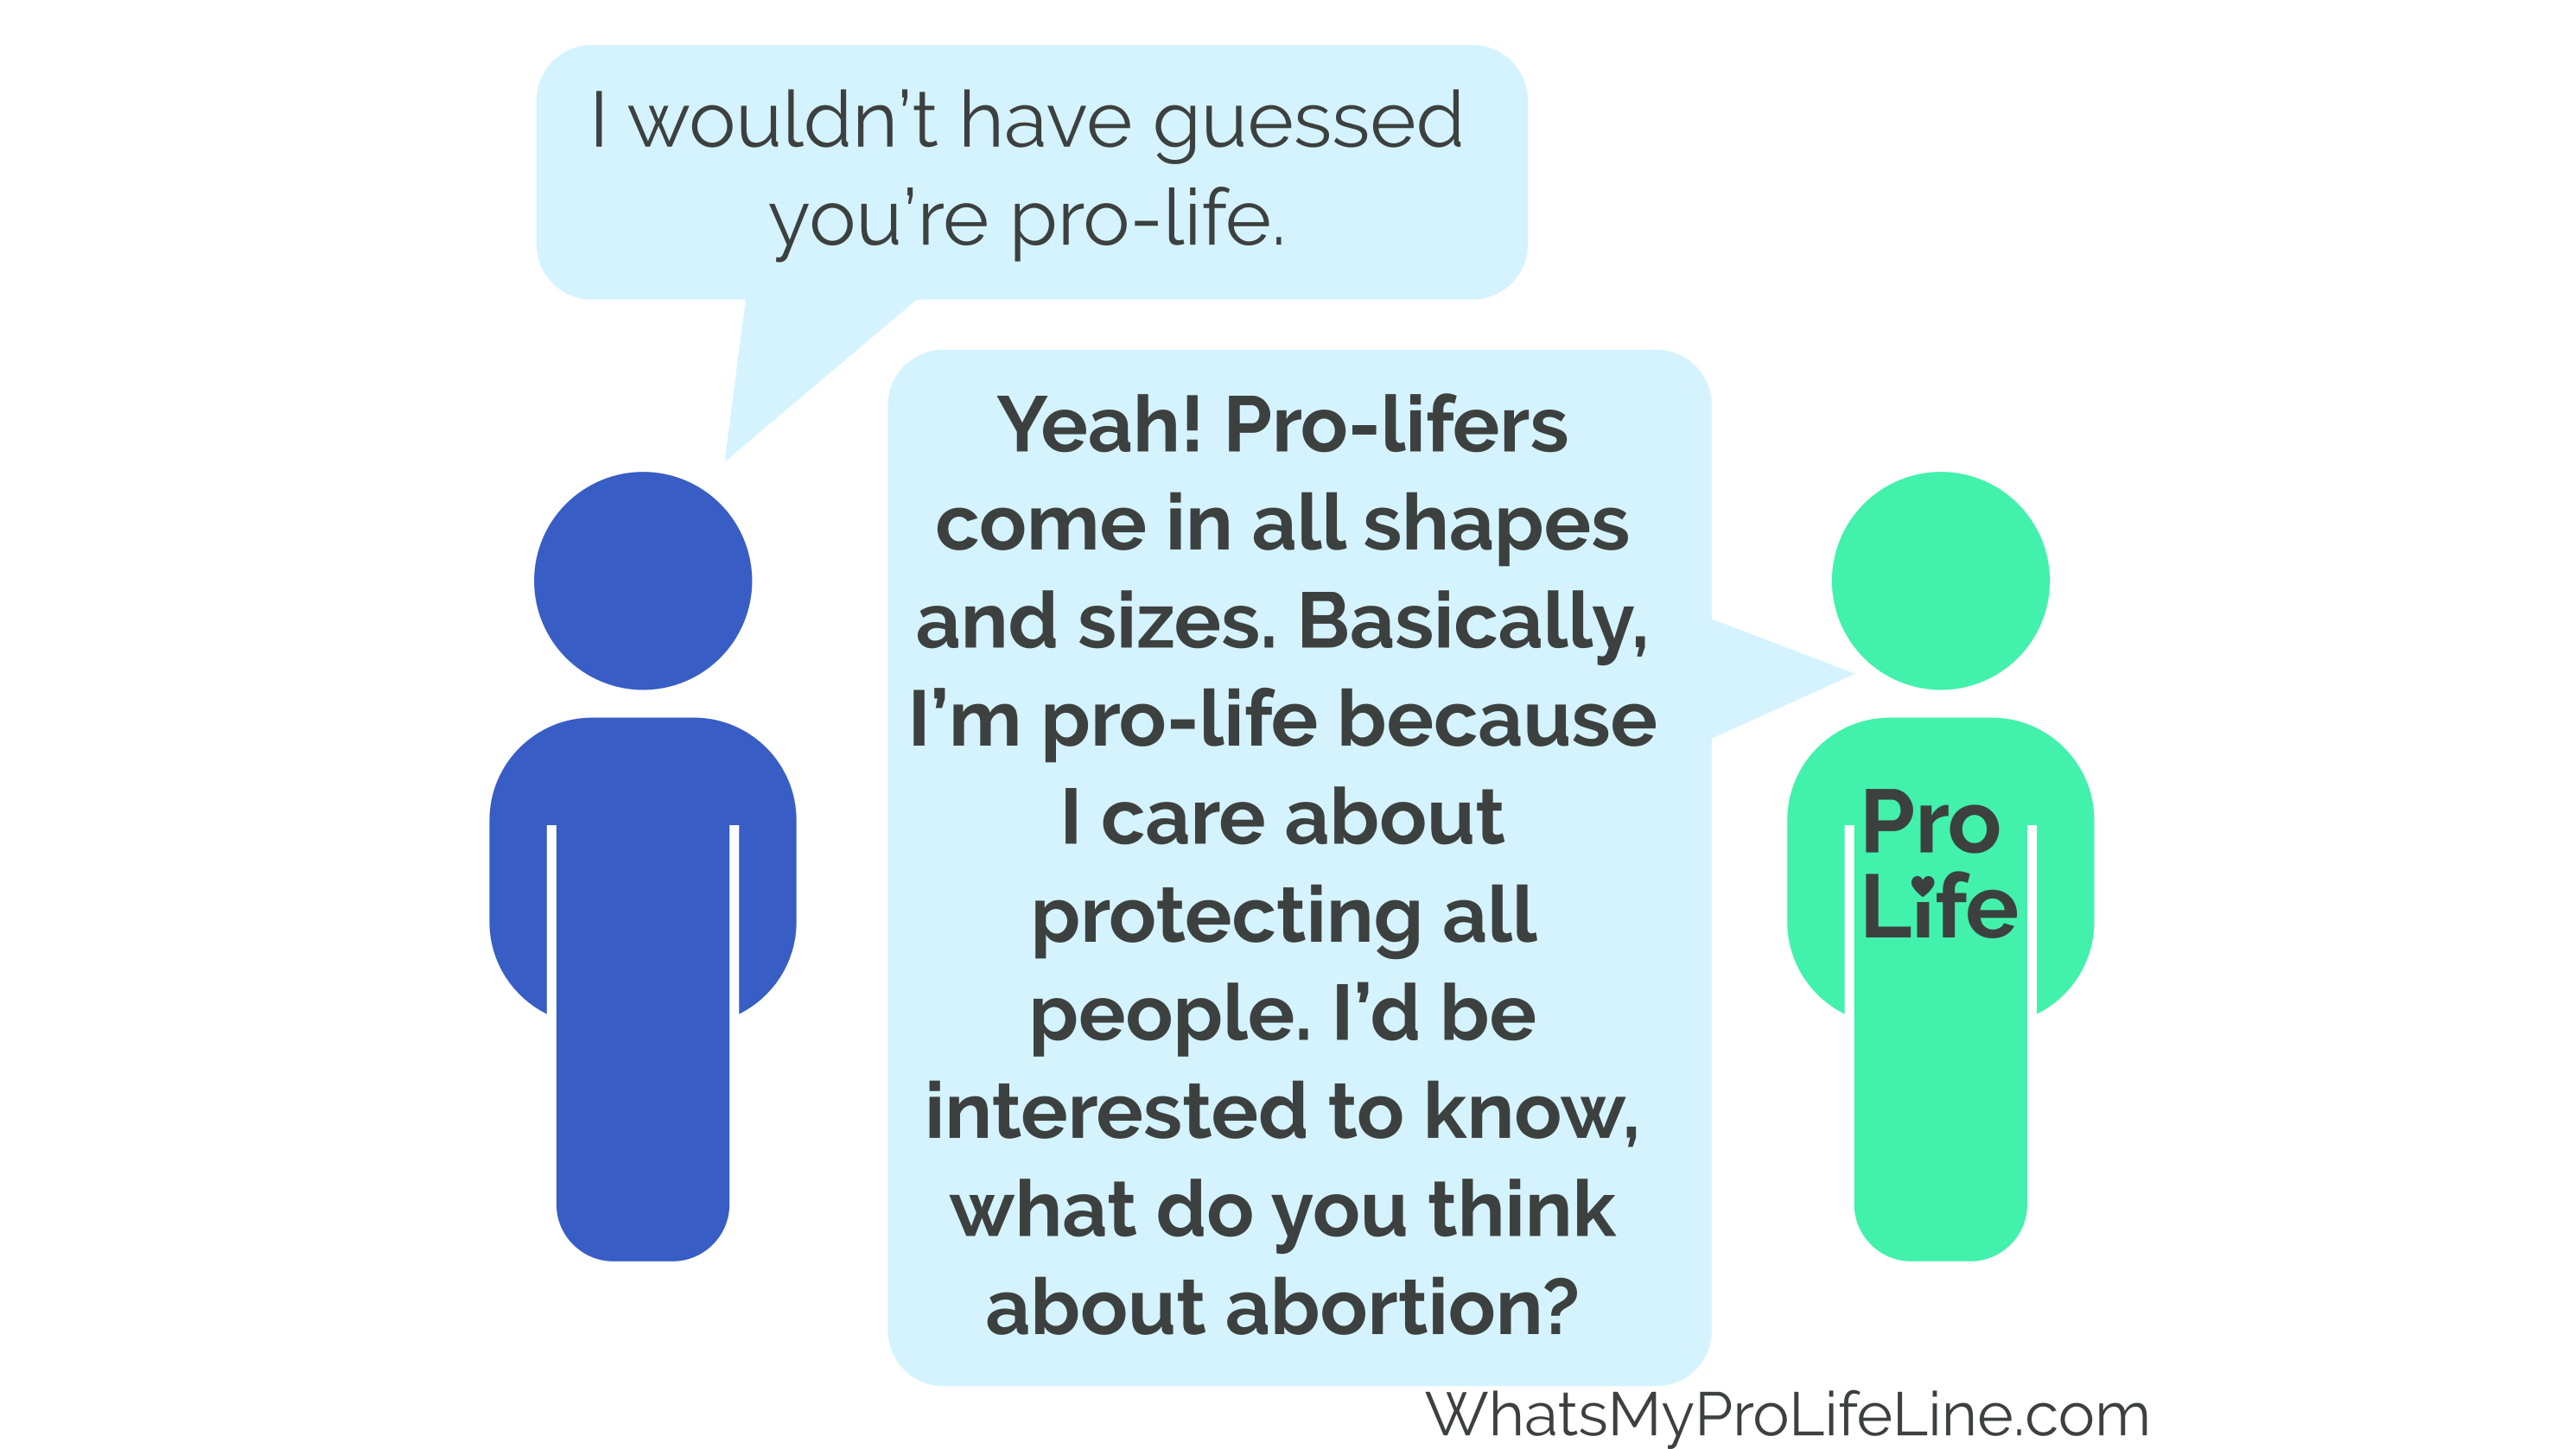 I wouldn’t have guessed
you’re pro-life.
Yeah! Pro-lifers
come in all shapes
and sizes. Basically,
I’m pro-life because
I care about
protecting all
people. I’d be
interested to know,
what do you think
about abortion?
Pro
Life
WhatsMyProLifeLine.com